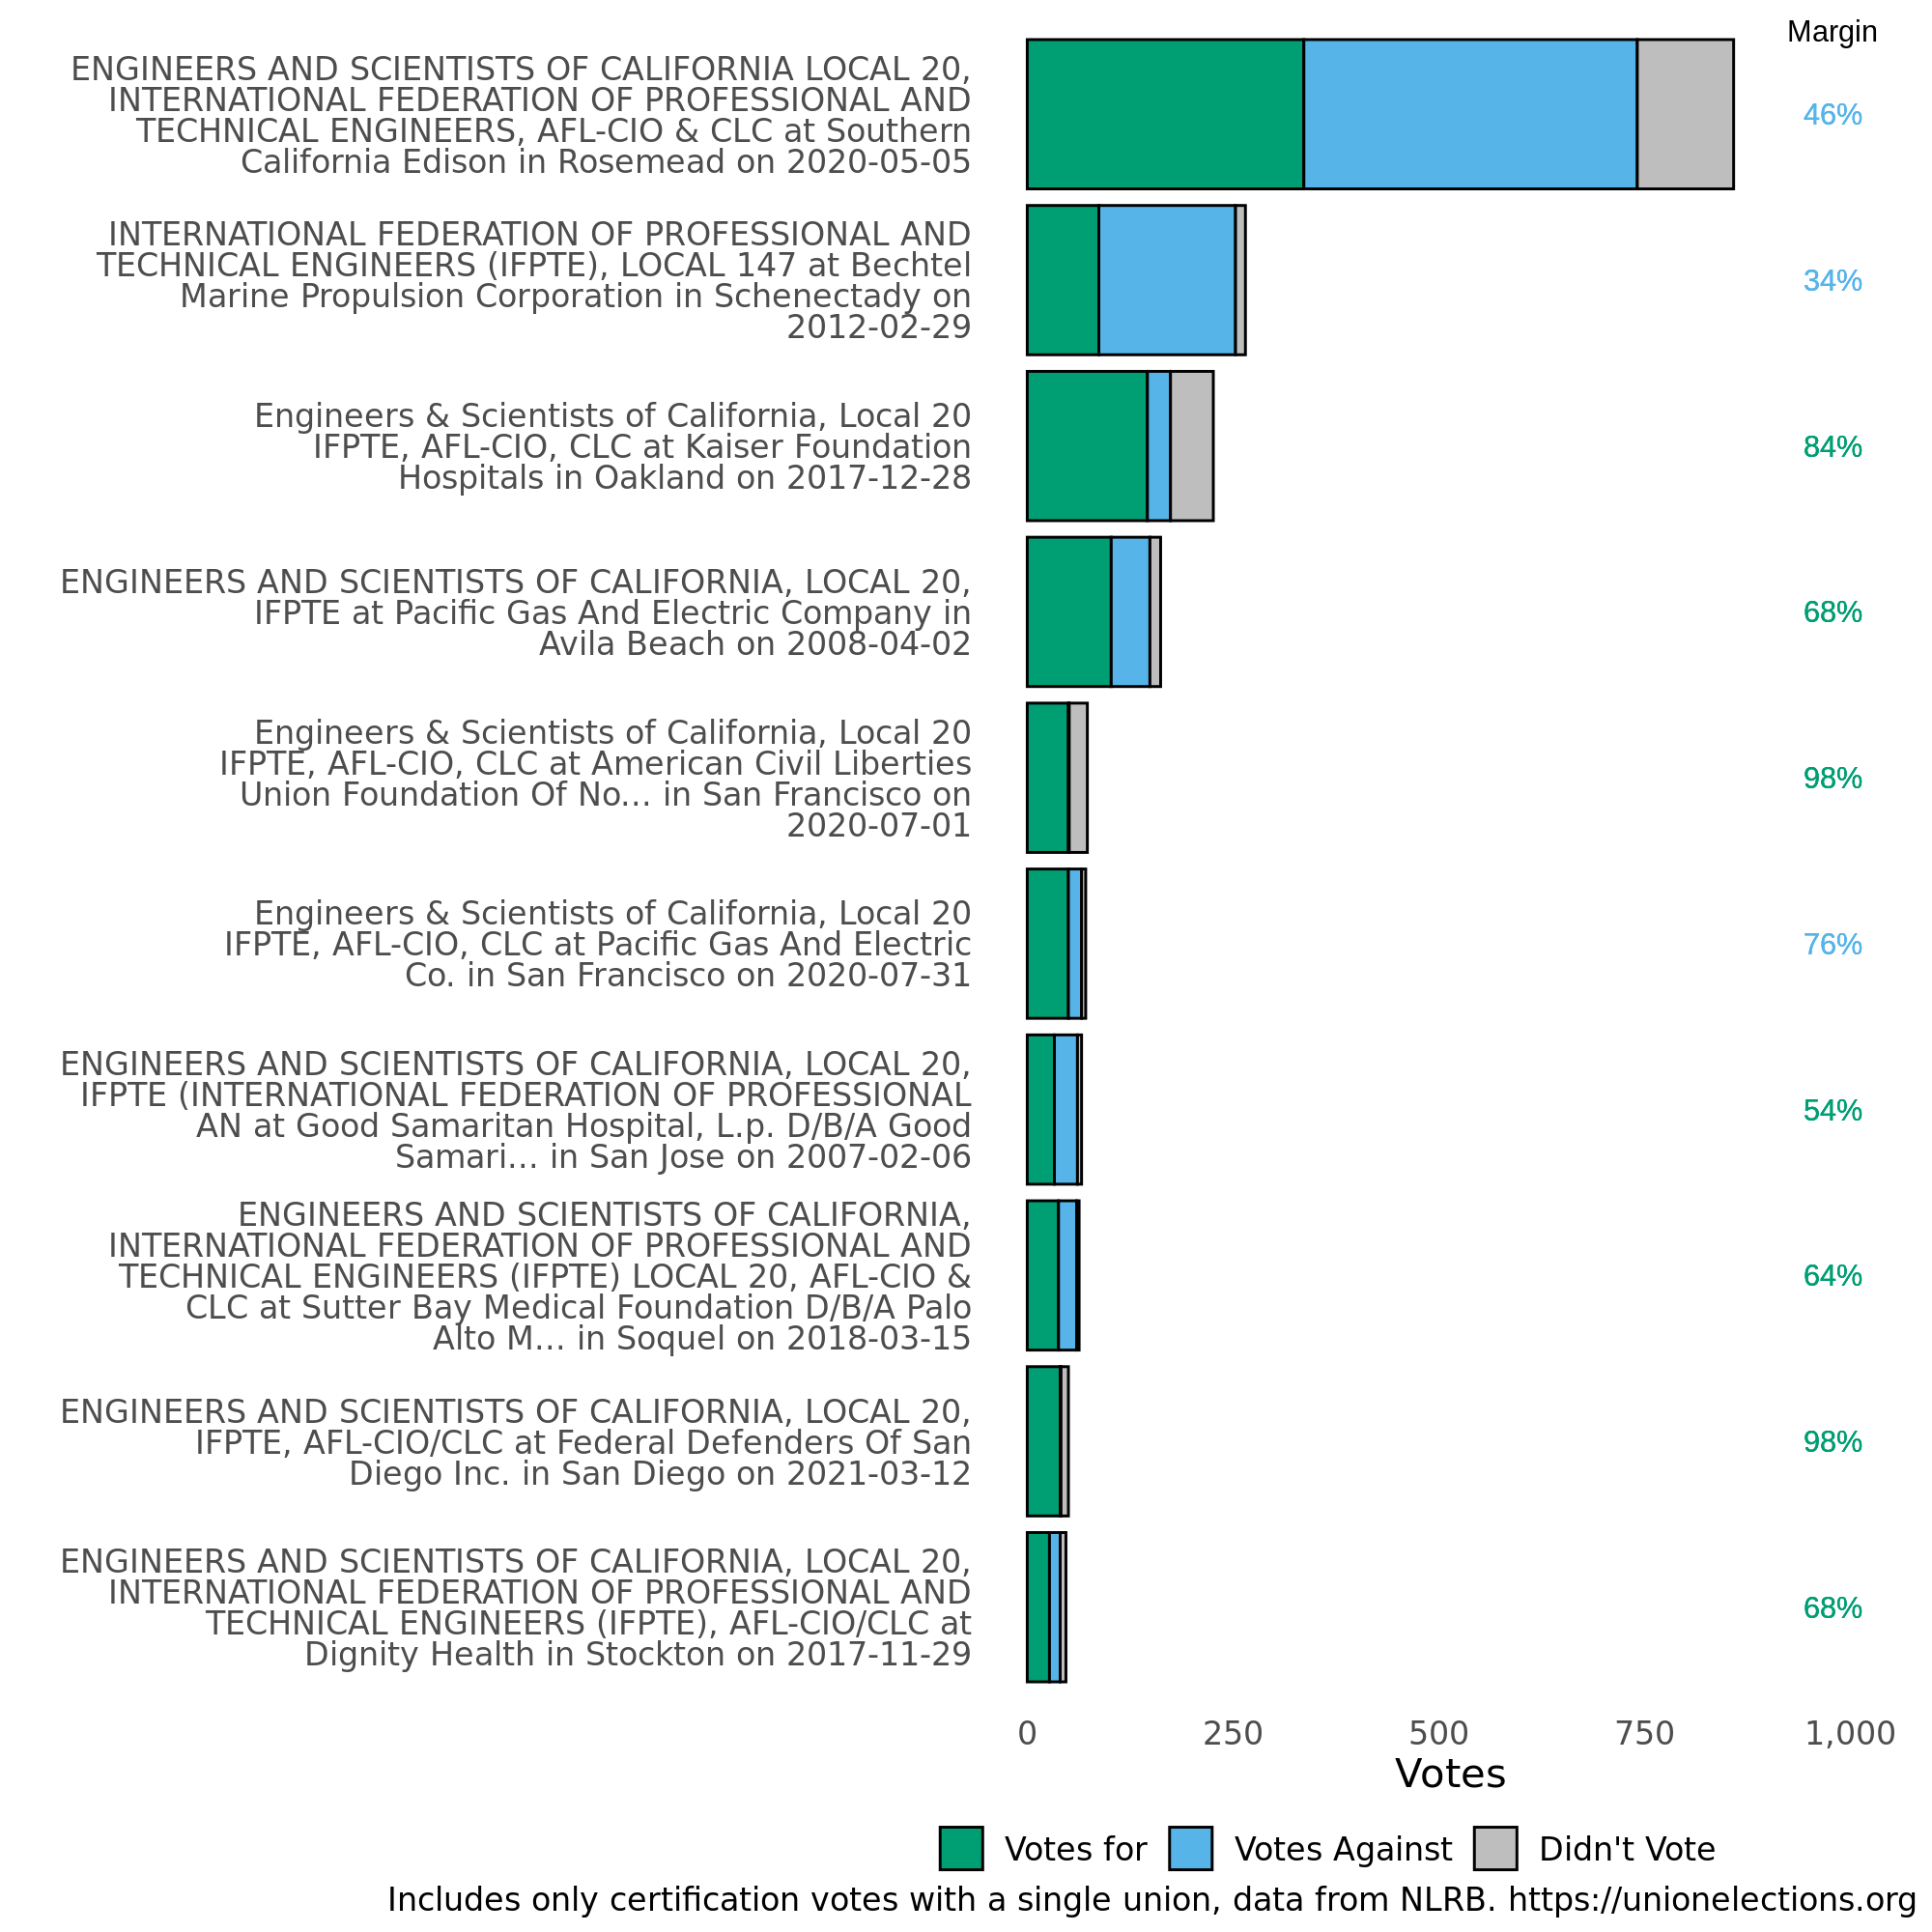 Margin
ENGINEERS AND SCIENTISTS OF CALIFORNIA LOCAL 20,
INTERNATIONAL FEDERATION OF PROFESSIONAL AND
TECHNICAL ENGINEERS, AFL-CIO & CLC at Southern
California Edison in Rosemead on 2020-05-05
46%
INTERNATIONAL FEDERATION OF PROFESSIONAL AND
TECHNICAL ENGINEERS (IFPTE), LOCAL 147 at Bechtel
Marine Propulsion Corporation in Schenectady on
2012-02-29
34%
Engineers & Scientists of California, Local 20
IFPTE, AFL-CIO, CLC at Kaiser Foundation
Hospitals in Oakland on 2017-12-28
84%
ENGINEERS AND SCIENTISTS OF CALIFORNIA, LOCAL 20,
IFPTE at Pacific Gas And Electric Company in
Avila Beach on 2008-04-02
68%
Engineers & Scientists of California, Local 20
IFPTE, AFL-CIO, CLC at American Civil Liberties
Union Foundation Of No... in San Francisco on
2020-07-01
98%
Engineers & Scientists of California, Local 20
IFPTE, AFL-CIO, CLC at Pacific Gas And Electric
Co. in San Francisco on 2020-07-31
76%
ENGINEERS AND SCIENTISTS OF CALIFORNIA, LOCAL 20,
IFPTE (INTERNATIONAL FEDERATION OF PROFESSIONAL
AN at Good Samaritan Hospital, L.p. D/B/A Good
Samari... in San Jose on 2007-02-06
54%
ENGINEERS AND SCIENTISTS OF CALIFORNIA,
INTERNATIONAL FEDERATION OF PROFESSIONAL AND
TECHNICAL ENGINEERS (IFPTE) LOCAL 20, AFL-CIO &
CLC at Sutter Bay Medical Foundation D/B/A Palo
Alto M... in Soquel on 2018-03-15
64%
ENGINEERS AND SCIENTISTS OF CALIFORNIA, LOCAL 20,
IFPTE, AFL-CIO/CLC at Federal Defenders Of San
Diego Inc. in San Diego on 2021-03-12
98%
ENGINEERS AND SCIENTISTS OF CALIFORNIA, LOCAL 20,
INTERNATIONAL FEDERATION OF PROFESSIONAL AND
TECHNICAL ENGINEERS (IFPTE), AFL-CIO/CLC at
Dignity Health in Stockton on 2017-11-29
68%
0 250 500 750 1,000
Votes
Votes for Votes Against Didn't Vote
Includes only certification votes with a single union, data from NLRB. https://unionelections.org